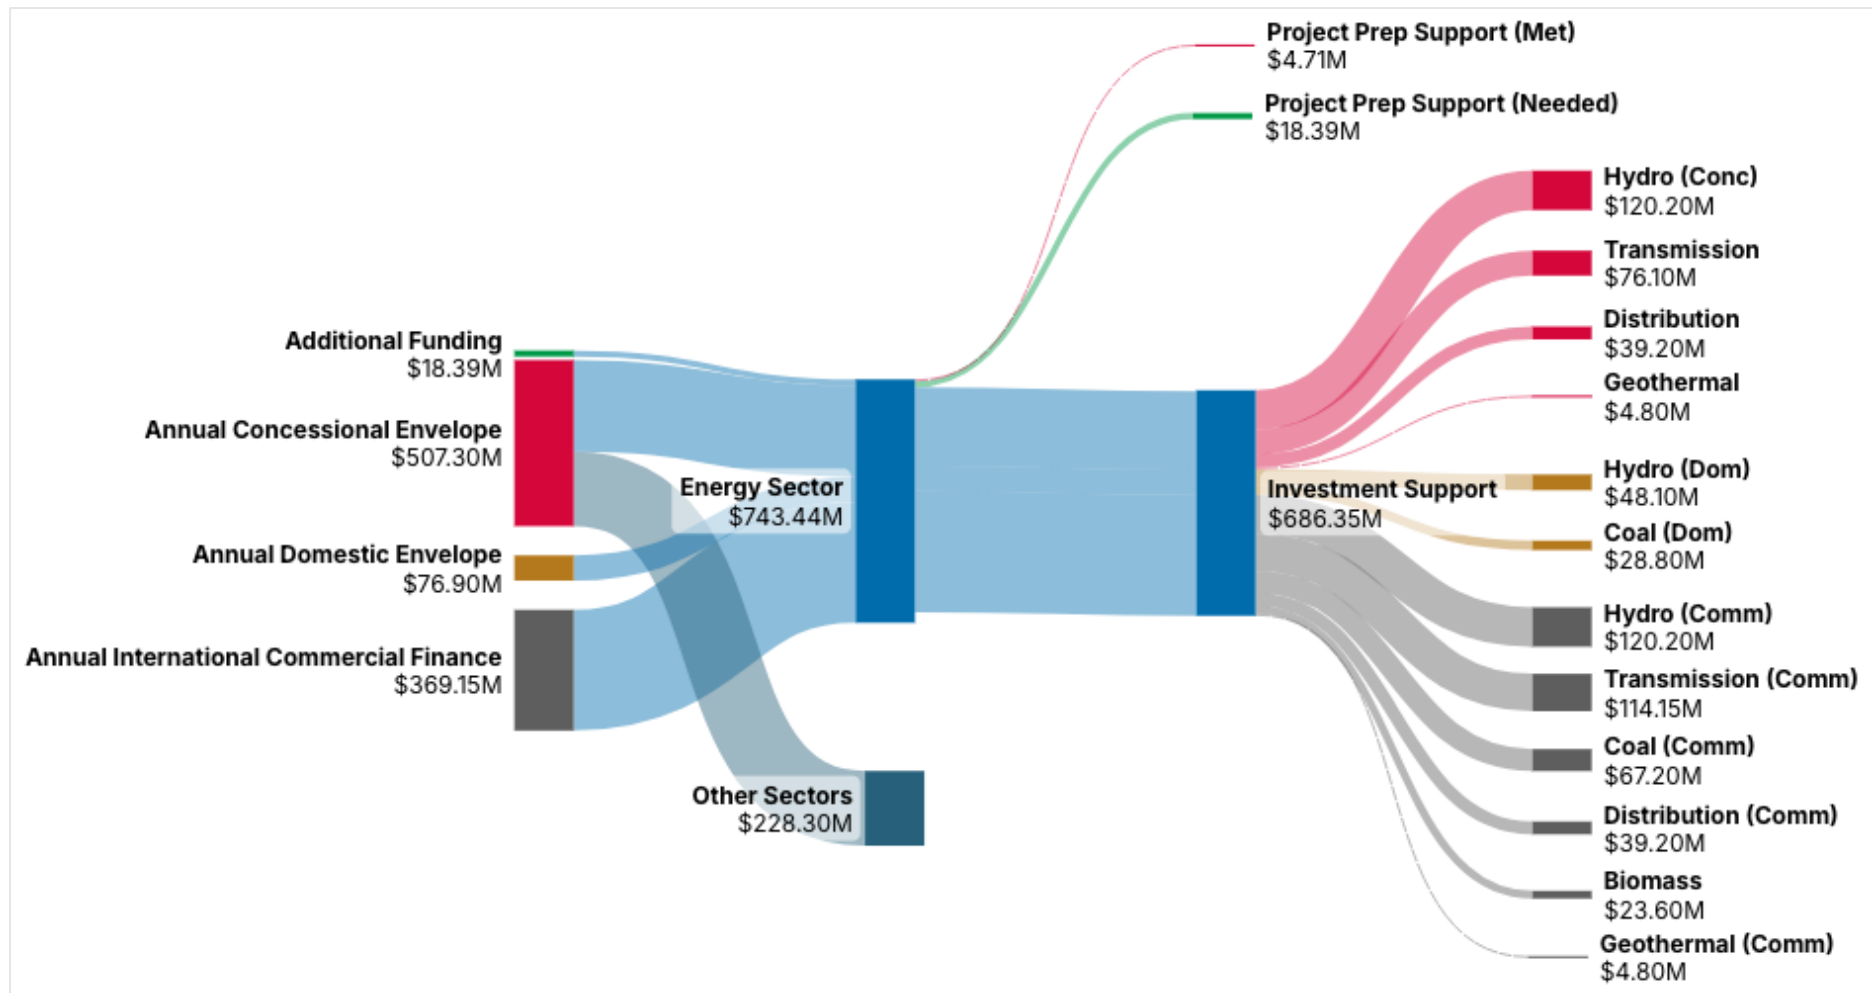 Project Prep Support (Met)
$4.71M
Project Prep Support (Needed)
$18.39M
Hydro (Conc)
$120.20M
Transmission
$76.10M
Distribution
$39.20M
Geothermal
$4.80M
Additional Funding
$18.39M
Annual Concessional Envelope
$507.30M
Energy Sector
$743.44M
Investment Support
$686.35M
Hydro (Dom)
$48.10M
Coal (Dom)
$28.80M
Annual Domestic Envelope
$76.90M
Annual International Commercial Finance
$369.15M
Hydro (Comm)
$120.20M
Transmission (Comm)
$114.15M
Coal (Comm)
$67.20M
Other Sectors
$228.30M
Distribution (Comm)
$39.20M
Biomass
$23.60M
Geothermal (Comm)
$4.80M